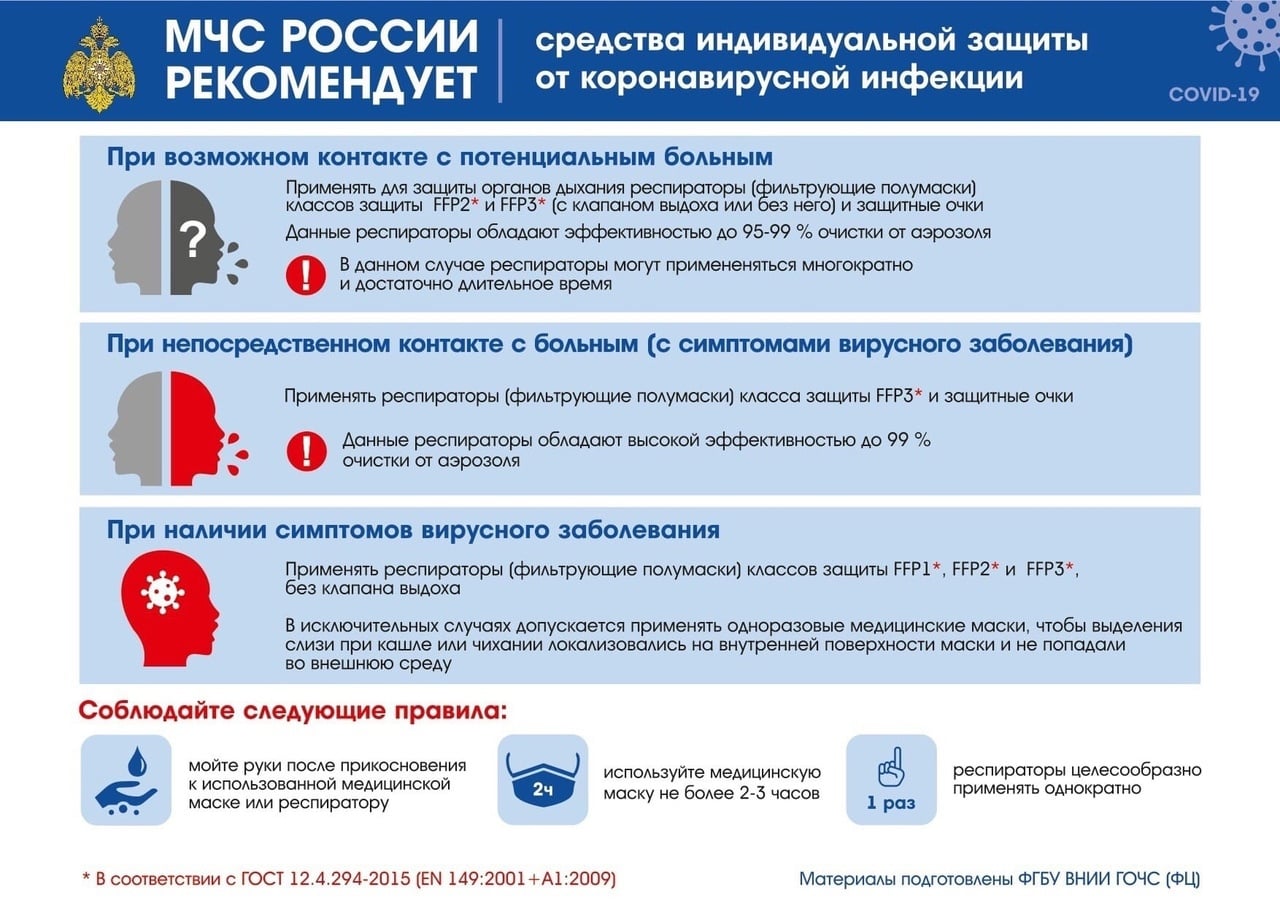 МЧС РОССИИ
РЕКОМЕНДУЕТ
средства индивидуальной защиты
от коронавирусной инфекции
COVID-19
При возможном контакте с потенциальным больным
Применять для защиты органов дыхания респираторы (фильтрующие полумаски)
классов защиты FFP2* и FFP3* (с клапаном выдоха или без него) и защитные очки
Данные респираторы обладают эффективностью до 95-99 % очистки от аэрозоля
?
!
В данном случае респираторы могут примененяться многократно
и достаточно длительное время
При непосредственном контакте с больным (с симптомами вирусного заболевания)
Применять респираторы (фильтрующие полумаски) класса защиты FFP3* и защитные очки
!
Данные респираторы обладают высокой эффективностью до 99 %
очистки от аэрозоля
При наличии симптомов вирусного заболевания
Применять респираторы (фильтрующие полумаски) классов защиты FFP1*, FFP2* и FFP3*,
без клапана выдоха
В исключительных случаях допускается применять одноразовые медицинские маски, чтобы выделения
слизи при кашле или чихании локализовались на внутренней поверхности маски и не попадали
во внешнюю среду
Соблюдайте следующие правила:
мойте руки после прикосновения
к использованной медицинской
маске или респиратору
2ч
используйте медицинскую
маску не более 2-3 часов
1 раз
респираторы целесообразно
применять однократно
* В соответствии с ГОСТ 12.4.294-2015 (EN 149:2001+A1:2009)
Материалы подготовлены ФГБУ ВНИИ ГОЧС (ФЦ)